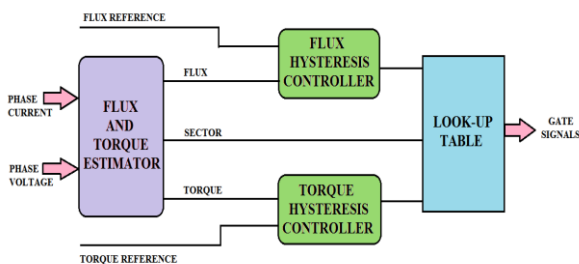 FLUX REFERENCE
FLUX
HYSTERESIS
CONTROLLER
FLUX
PHASE
CURRENT
FLUX
AND
TORQUE
ESTIMATOR
SECTOR
LOOK-UP
TABLE
GATE
SIGNALS
PHASE
VOLTAGE
TORQUE
TORQUE
HYSTERESIS
CONTROLLER
TORQUE REFERENCE